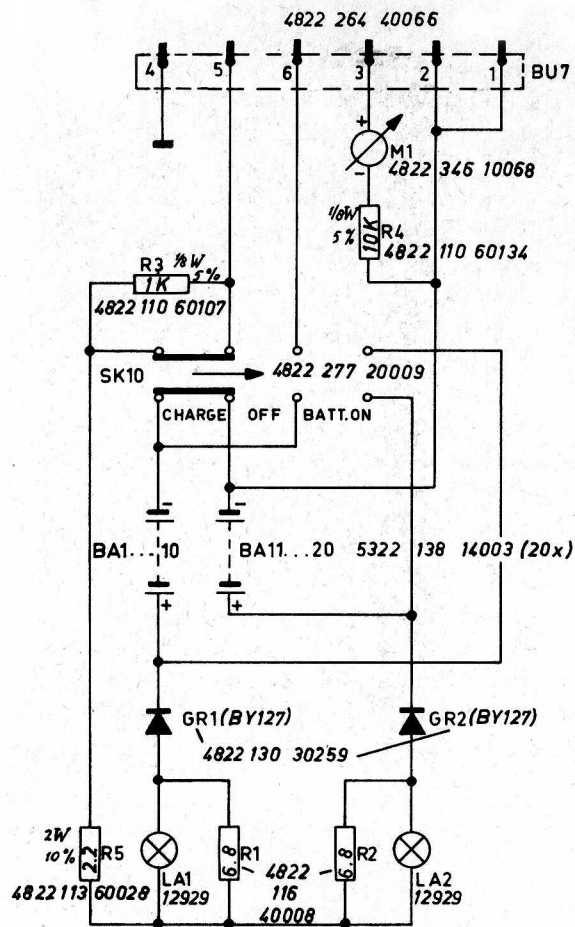 4822 264 40066
4 5 6 3 2 1 BU7
+
M1
-
4822 346 10068
1/8W
5%
10K
R4
4822 110 60134
R3 1/8W
5%
1K
4822 110 60107
SK10
4822 277 20009
CHARGE OFF BATT.ON
- -
BA1...10 BA11...20 5322 138 14003 (20x)
+ +
GR1 (BY127) GR2 (BY127)
4822 130 30259
2W
10%
2.2
R5
6.8
R1
6.8
R2
4822 113 60028
LA1
12929
4822
116
40008
LA2
12929